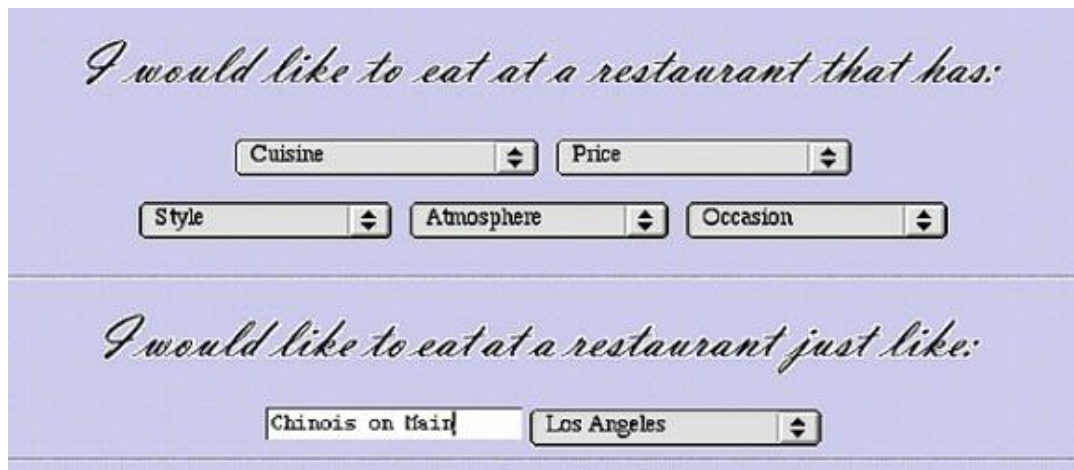 I would like to eat at a restaurant that has:
Cuisine Price
Style Atmosphere Occasion
I would like to eat at a restaurant just like:
Chinois on Main Los Angeles